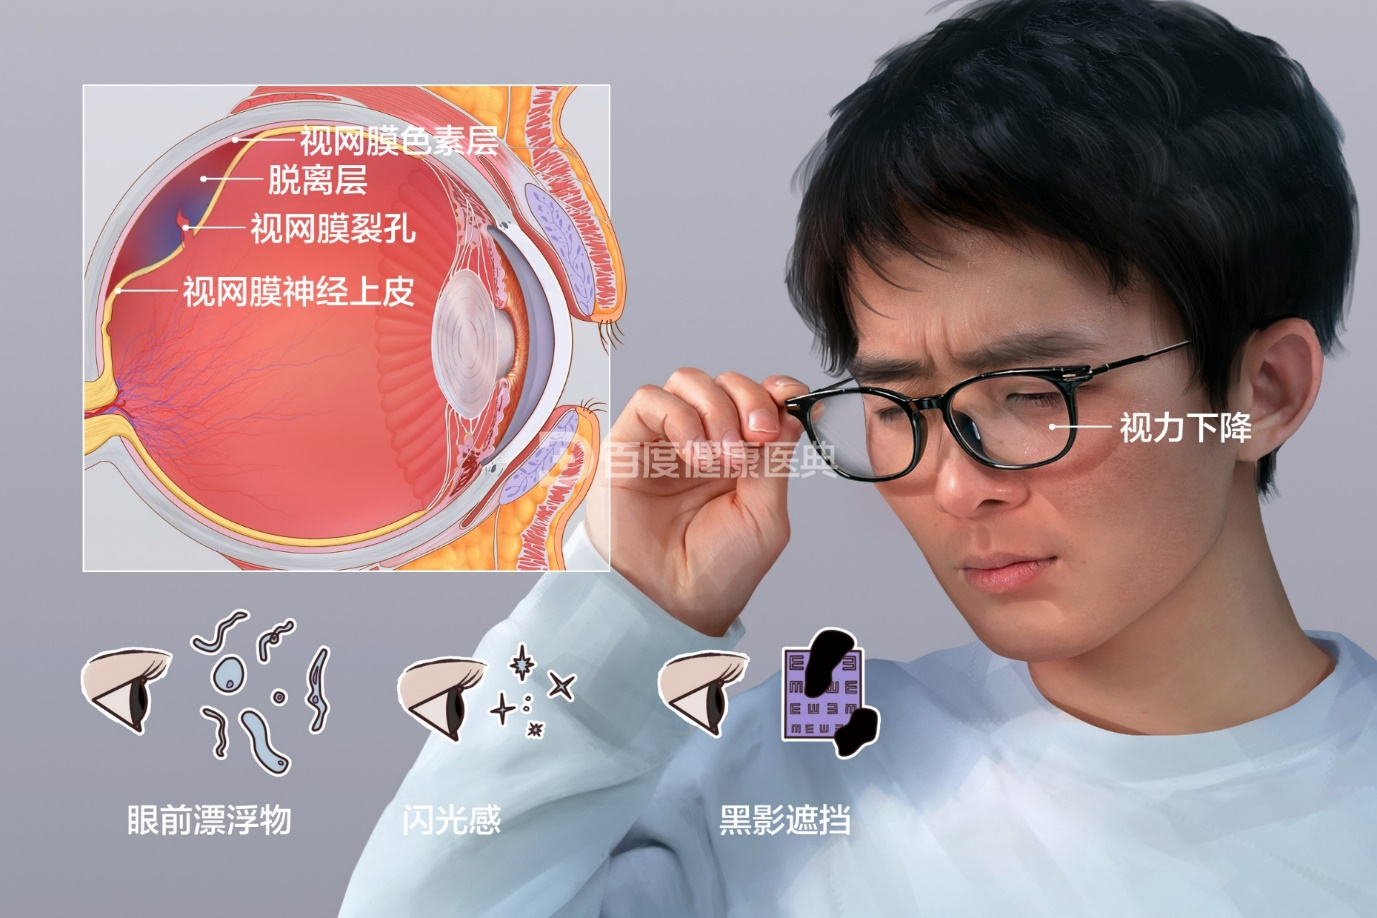 视网膜色素层
脱离层
视网膜裂孔
视网膜神经上皮
视力下降
百度健康医典
眼前漂浮物
闪光感
黑影遮挡
E Ǝ
m w E
E w Ǝ m
m E w Ǝ